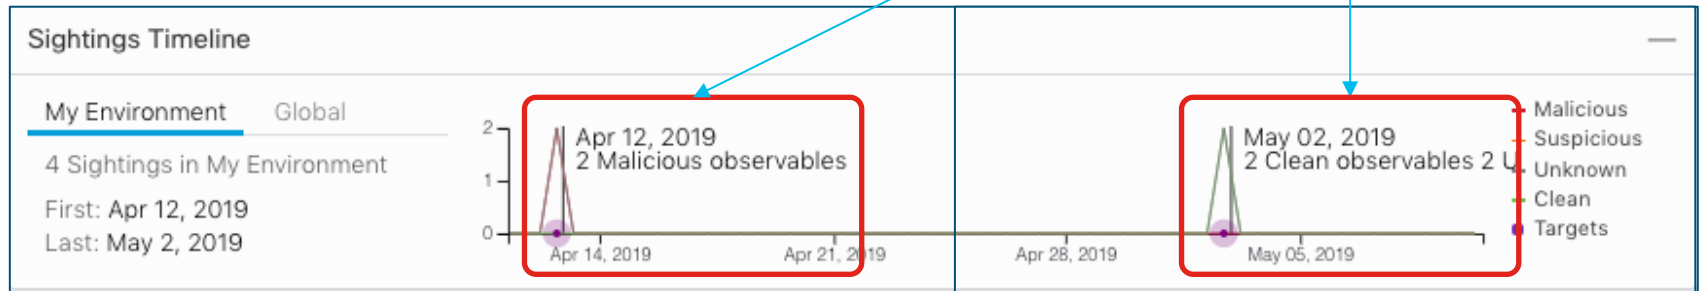 Sightings Timeline
My Environment
Global
4 Sightings in My Environment
First: Apr 12, 2019
Last: May 2, 2019
2
1
0
Apr 12, 2019
2 Malicious observables
May 02, 2019
2 Clean observables 2 U
Apr 14, 2019
Apr 21, 2019
Apr 28, 2019
May 05, 2019
Malicious
Suspicious
Unknown
Clean
Targets